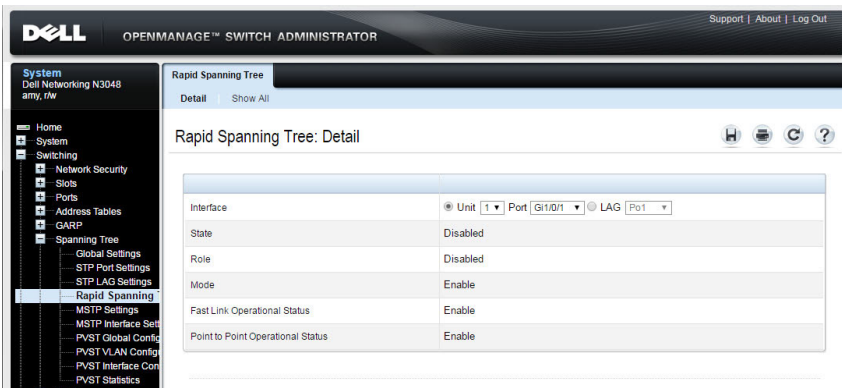 Support | About | Log Out
DELL OPENMANAGE™ SWITCH ADMINISTRATOR
System
Dell Networking N3048
amy, r/w
Rapid Spanning Tree
Detail Show All
Home
System
Switching
Network Security
Slots
Ports
Address Tables
GARP
Spanning Tree
Global Settings
STP Port Settings
STP LAG Settings
Rapid Spanning
MSTP Settings
MSTP Interface Sett
PVST Global Config
PVST VLAN Config
PVST Interface Con
PVST Statistics
Rapid Spanning Tree: Detail
?
Interface Unit 1 Port Gi1/0/1 LAG Po1
State Disabled
Role Disabled
Mode Enable
Fast Link Operational Status Enable
Point to Point Operational Status Enable